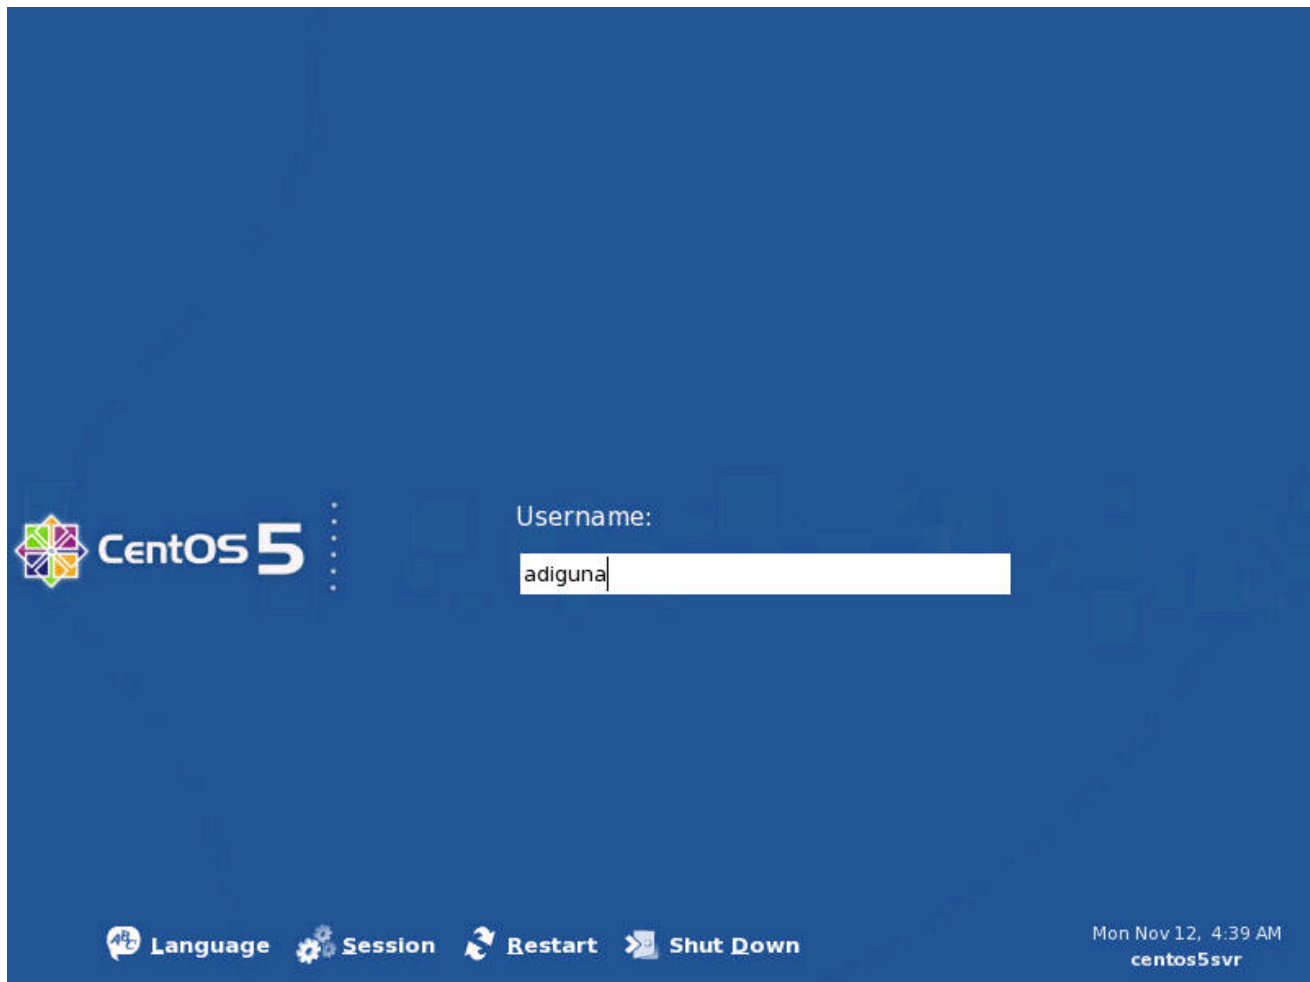 Username:
CentOS 5
adiguna
Language Session Restart Shut Down
Mon Nov 12, 4:39 AM
centos5svr